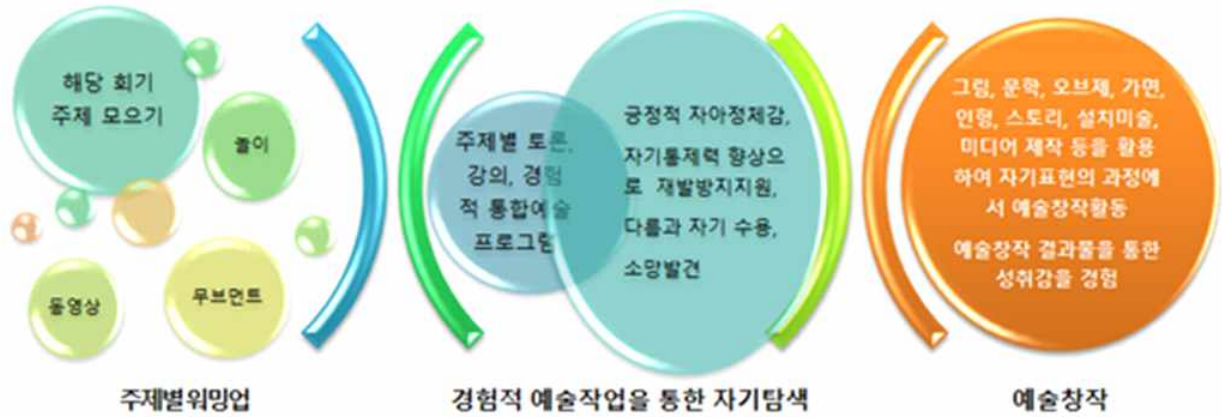 해당 회기
주제 모으기
놀이
동영상
무브먼트
주제별워밍업
주제별 토론,
강의, 경험
적 통합예술
프로그램
긍정적 자아정체감,
자기통제력 향상으
로 재발방지지원,
다름과 자기 수용,
소망발견
경험적 예술작업을 통한 자기탐색
그림, 문학, 오브제, 가면,
인형, 스토리, 설치미술,
미디어 제작 등을 활용
하여 자기표현의 과정에
서 예술창작활동
예술창작 결과물을 통한
성취감을 경험
예술창작